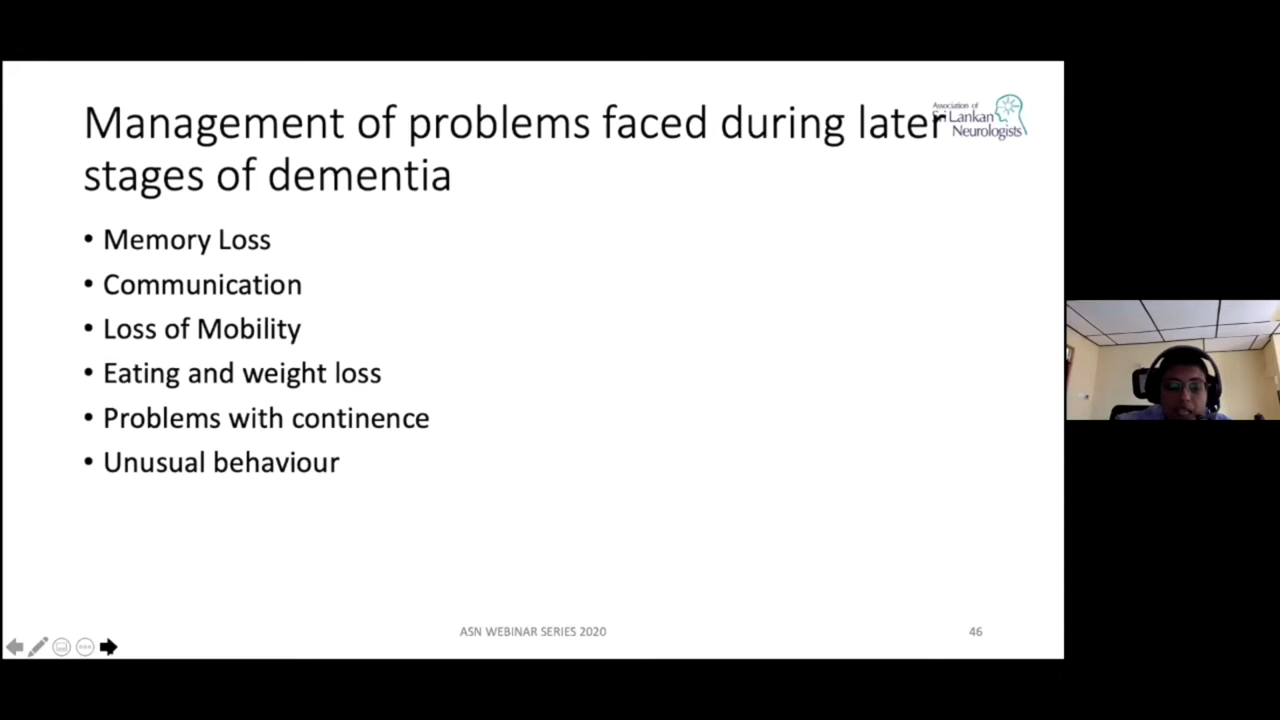 Management of problems faced during later
stages of dementia
Association of
Sri Lankan
Neurologists
• Memory Loss
• Communication
• Loss of Mobility
• Eating and weight loss
• Problems with continence
• Unusual behaviour
ASN WEBINAR SERIES 2020
46